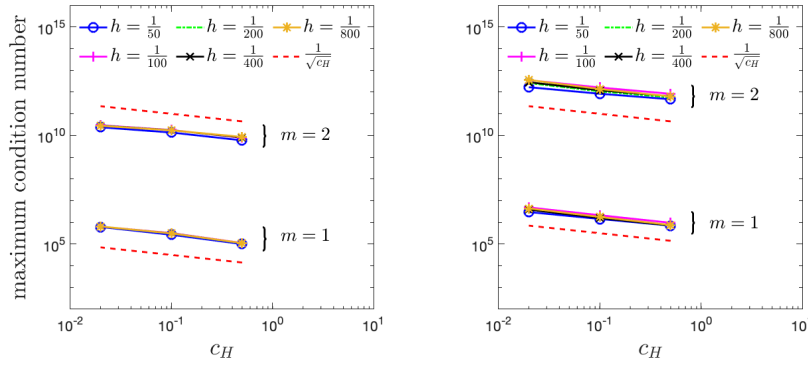 maximum condition number
10^15
10^10
10^5
h = 1/50
h = 1/200
h = 1/800
h = 1/100
h = 1/400
1/√c_H
m = 2
m = 1
10^-2
10^-1
10^0
10^1
c_H
10^15
10^10
10^5
h = 1/50
h = 1/200
h = 1/800
h = 1/100
h = 1/400
1/√c_H
m = 2
m = 1
10^-2
10^-1
10^0
10
c_H